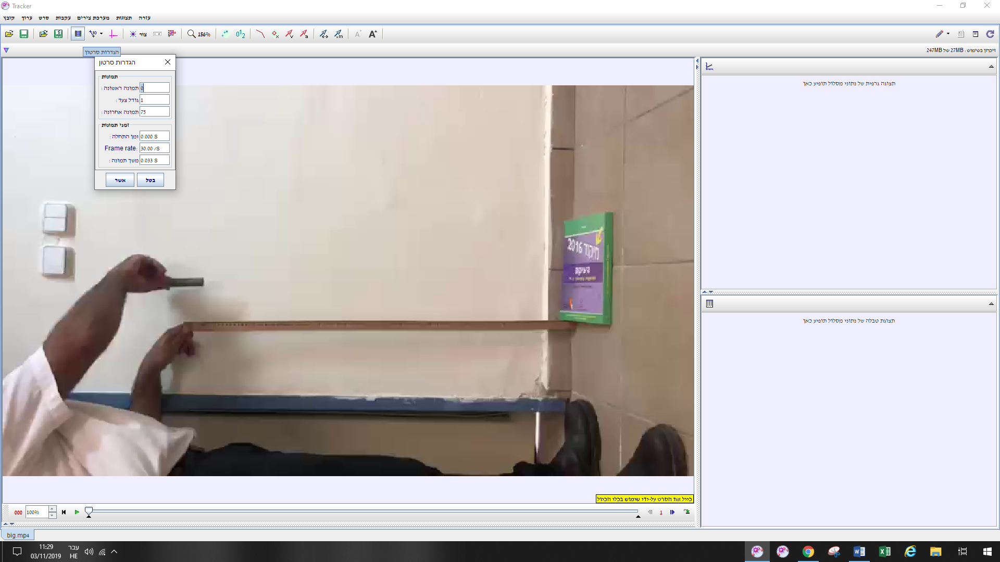 Tracker
קובץ ערוך סרט עקבות מערכת צירים תצוגות עזרה
צור 156%
זיכרון בשימוש : 27MB של 247MB
הגדרות סרטון
הגדרות סרטון
תמונות
תמונה ראשונה : 0
גודל צעד : 1
תמונה אחרונה : 75
זמני תמונות
זמן התחלה : 0.000 S
Frame rate: 30.00 /S
משך תמונה : 0.033 S
אשר בטל
תצוגה גרפית של נתוני מסלול תופיע כאן
מיקוד 2016
תצוגת טבלה של נתוני מסלול תופיע כאן
כייל את הסרט על-ידי שימוש בכלי הכיול
000 100% 1
big.mp4
11:29
03/11/2019
עבר
HE